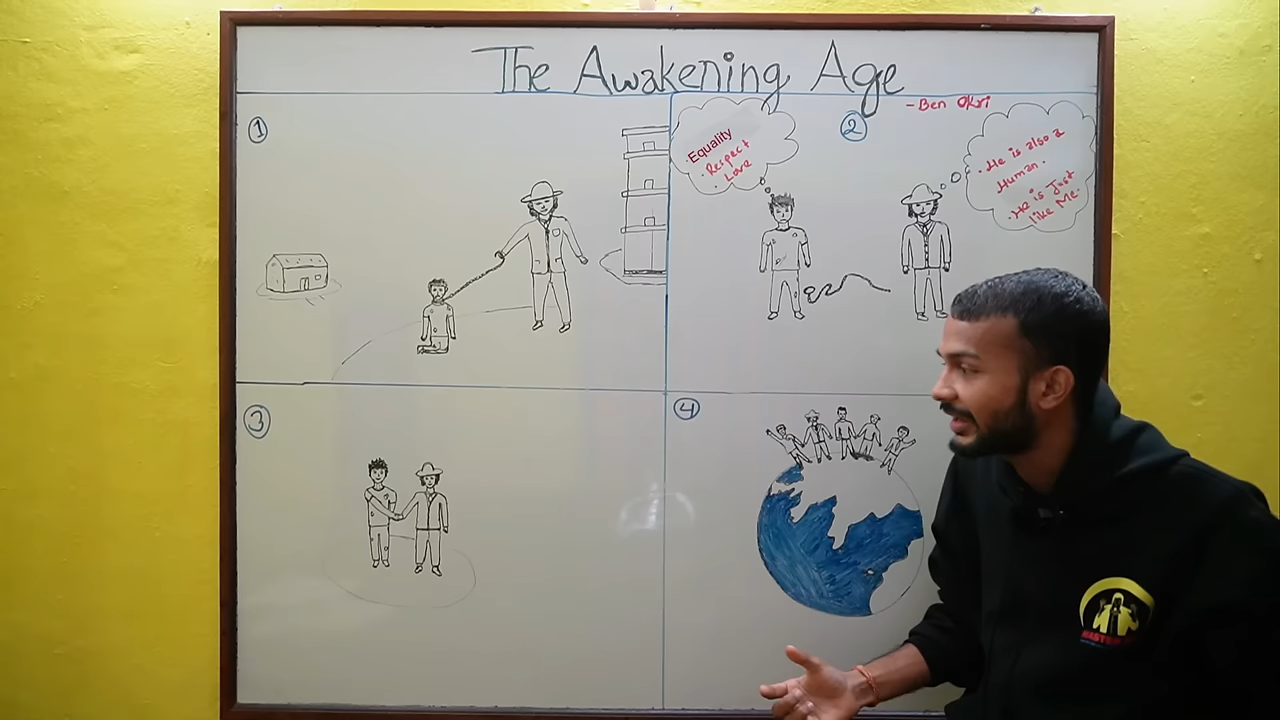 The Awakening Age
- Ben Okri
1
2
Equality
. Respect
. Love
. He is also a
Human.
. He is Just
like Me.
3
4